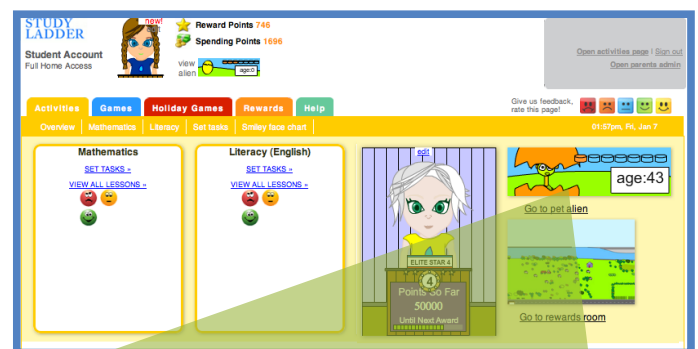 STUDY
LADDER
new!
Reward Points 746
Spending Points 1696
Student Account
Full Home Access
view
alien
age:0
Open activities page | Sign out
Open parents admin
Give us feedback,
rate this page!
Activities Games Holiday Games Rewards Help
Overview Mathematics Literacy Set tasks Smiley face chart 01:57pm, Fri, Jan 7
Mathematics
SET TASKS »
VIEW ALL LESSONS »
Literacy (English)
SET TASKS »
VIEW ALL LESSONS »
edit
ELITE STAR 4
4
Points So Far
50000
Until Next Award
age:43
Go to pet alien
Go to rewards room